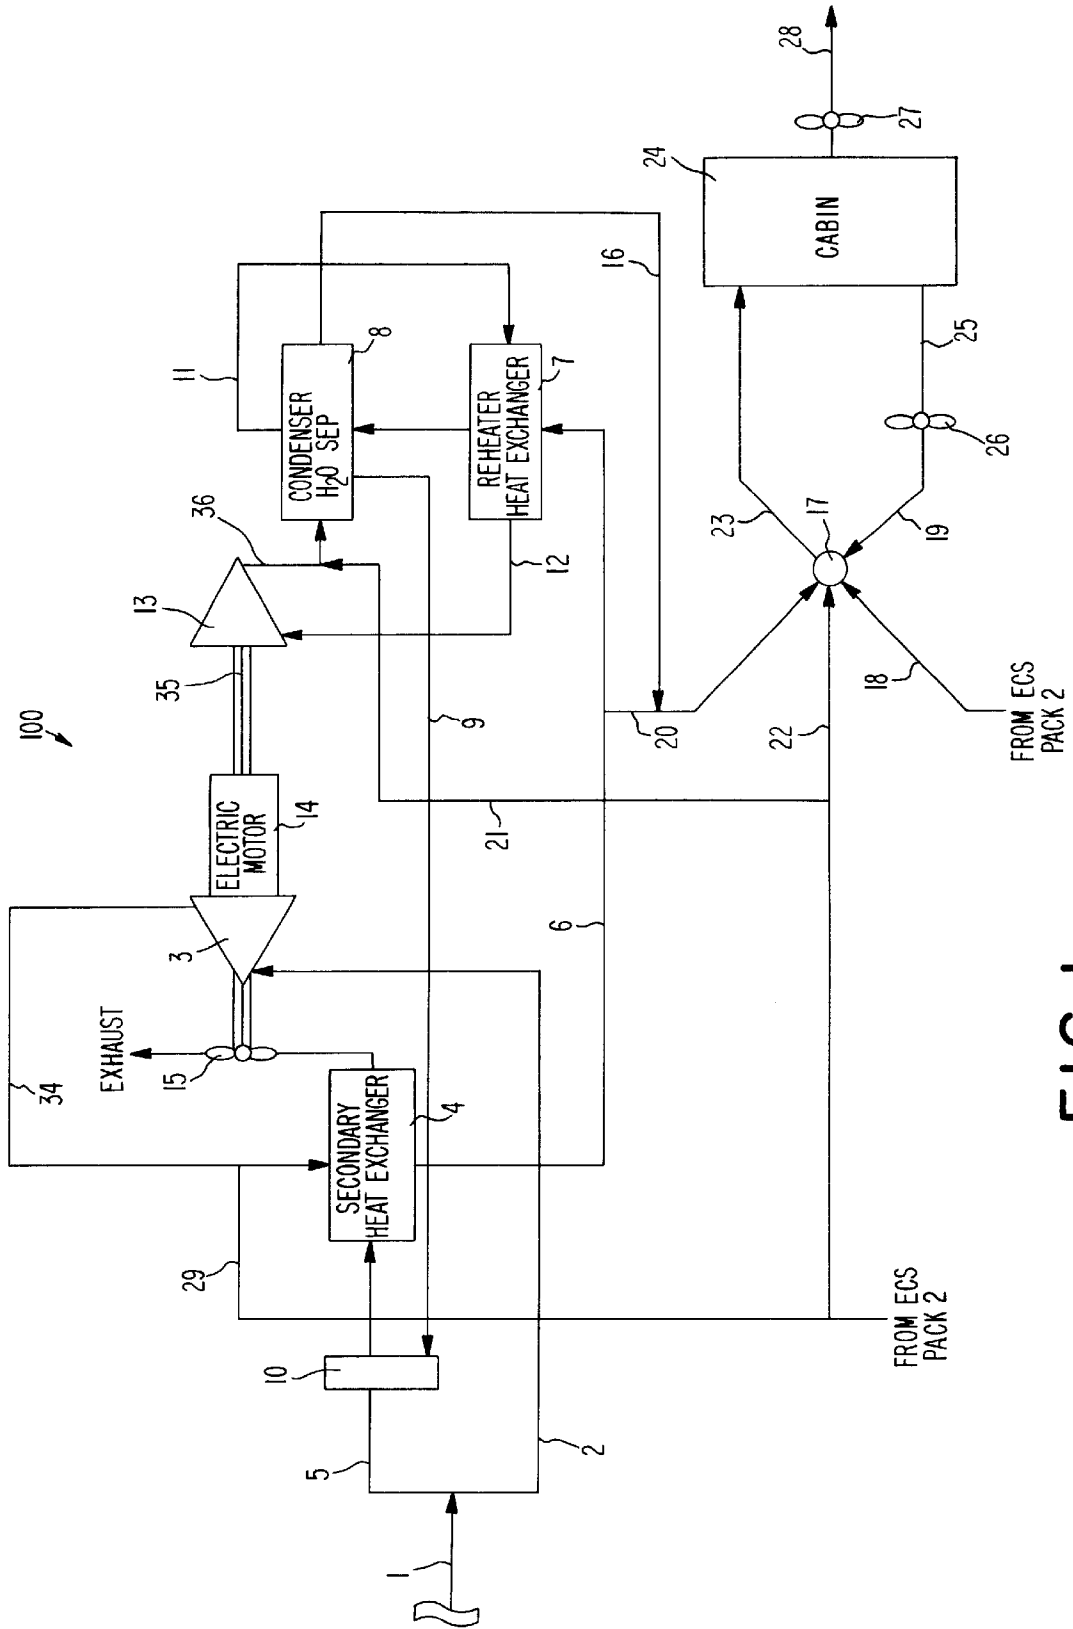 100
34
EXHAUST
13
35
15
3
11
29
36
ELECTRIC
MOTOR
10
14
CONDENSER
H2O SEP
5
SECONDARY
HEAT EXCHANGER
8
1
4
9
REHEATER
HEAT EXCHANGER
21
12
6
7
2
16
24
20
23
22
28
CABIN
17
18
FROM ECS
PACK 2
27
19
25
26
FROM ECS
PACK 2